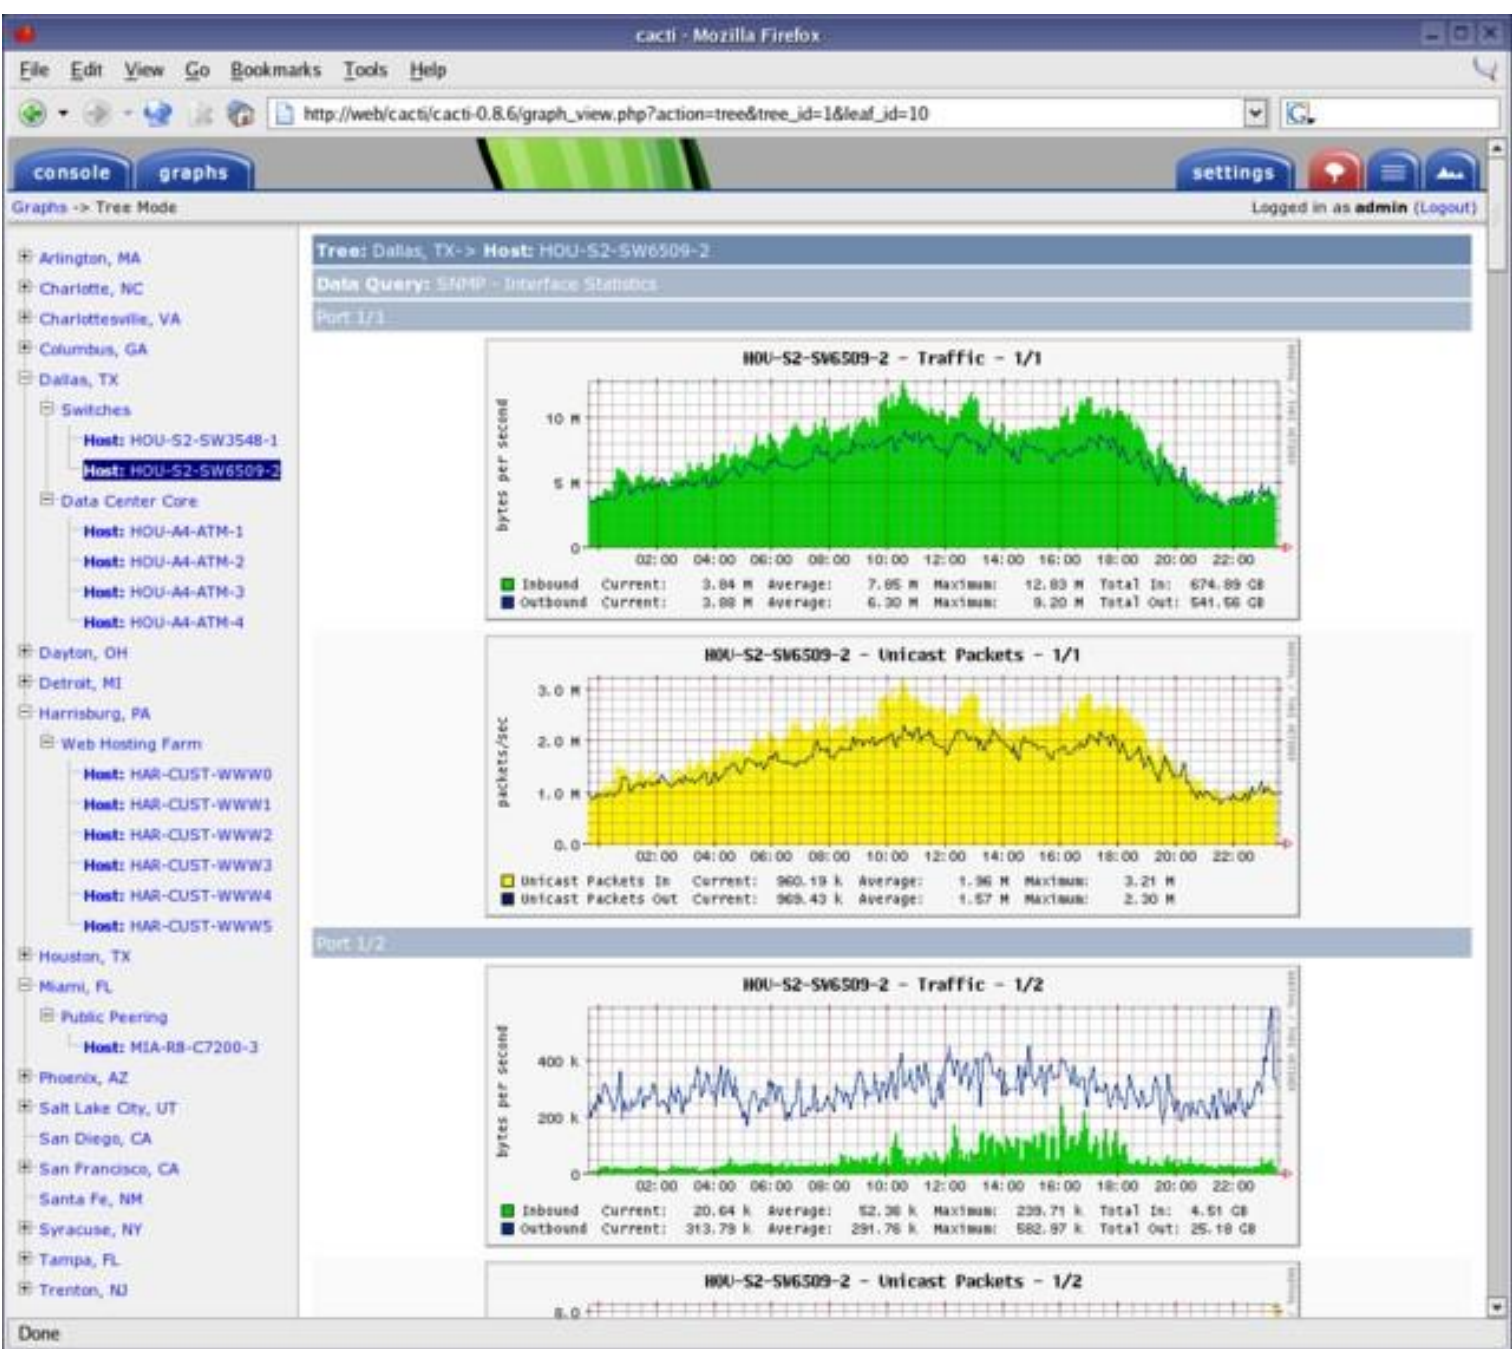 cacti - Mozilla Firefox
File Edit View Go Bookmarks Tools Help
http://web/cacti/cacti-0.8.6/graph_view.php?action=tree&tree_id=1&leaf_id=10
console graphs settings
Graphs -> Tree Mode
Logged in as admin (Logout)
Arlington, MA
Charlotte, NC
Charlottesville, VA
Columbus, GA
Dallas, TX
Switches
Host: HOU-S2-SW3548-1
Host: HOU-S2-SW6509-2
Data Center Core
Host: HOU-A4-ATM-1
Host: HOU-A4-ATM-2
Host: HOU-A4-ATM-3
Host: HOU-A4-ATM-4
Dayton, OH
Detroit, MI
Harrisburg, PA
Web Hosting Farm
Host: HAR-CUST-WWW0
Host: HAR-CUST-WWW1
Host: HAR-CUST-WWW2
Host: HAR-CUST-WWW3
Host: HAR-CUST-WWW4
Host: HAR-CUST-WWW5
Houston, TX
Miami, FL
Public Peering
Host: MIA-R8-C7200-3
Phoenix, AZ
Salt Lake City, UT
San Diego, CA
San Francisco, CA
Santa Fe, NM
Syracuse, NY
Tampa, FL
Trenton, NJ
Tree: Dallas, TX-> Host: HOU-S2-SW6509-2
Data Query: SNMP - Interface Statistics
Port 1/1
HOU-S2-SW6509-2 - Traffic - 1/1
bytes per second
10 M
5 M
0
02:00 04:00 06:00 08:00 10:00 12:00 14:00 16:00 18:00 20:00 22:00
Inbound Current: 3.84 M Average: 7.85 M Maximum: 12.83 M Total In: 674.89 GB
Outbound Current: 3.88 M Average: 6.30 M Maximum: 9.20 M Total Out: 541.56 GB
HOU-S2-SW6509-2 - Unicast Packets - 1/1
packets/sec
3.0 M
2.0 M
1.0 M
0.0
02:00 04:00 06:00 08:00 10:00 12:00 14:00 16:00 18:00 20:00 22:00
Unicast Packets In Current: 960.19 k Average: 1.96 M Maximum: 3.21 M
Unicast Packets Out Current: 969.43 k Average: 1.57 M Maximum: 2.30 M
Port 1/2
HOU-S2-SW6509-2 - Traffic - 1/2
bytes per second
400 k
200 k
0
02:00 04:00 06:00 08:00 10:00 12:00 14:00 16:00 18:00 20:00 22:00
Inbound Current: 20.64 k Average: 52.36 k Maximum: 239.71 k Total In: 4.51 GB
Outbound Current: 313.79 k Average: 291.76 k Maximum: 582.97 k Total Out: 25.18 GB
HOU-S2-SW6509-2 - Unicast Packets - 1/2
8.0
Done